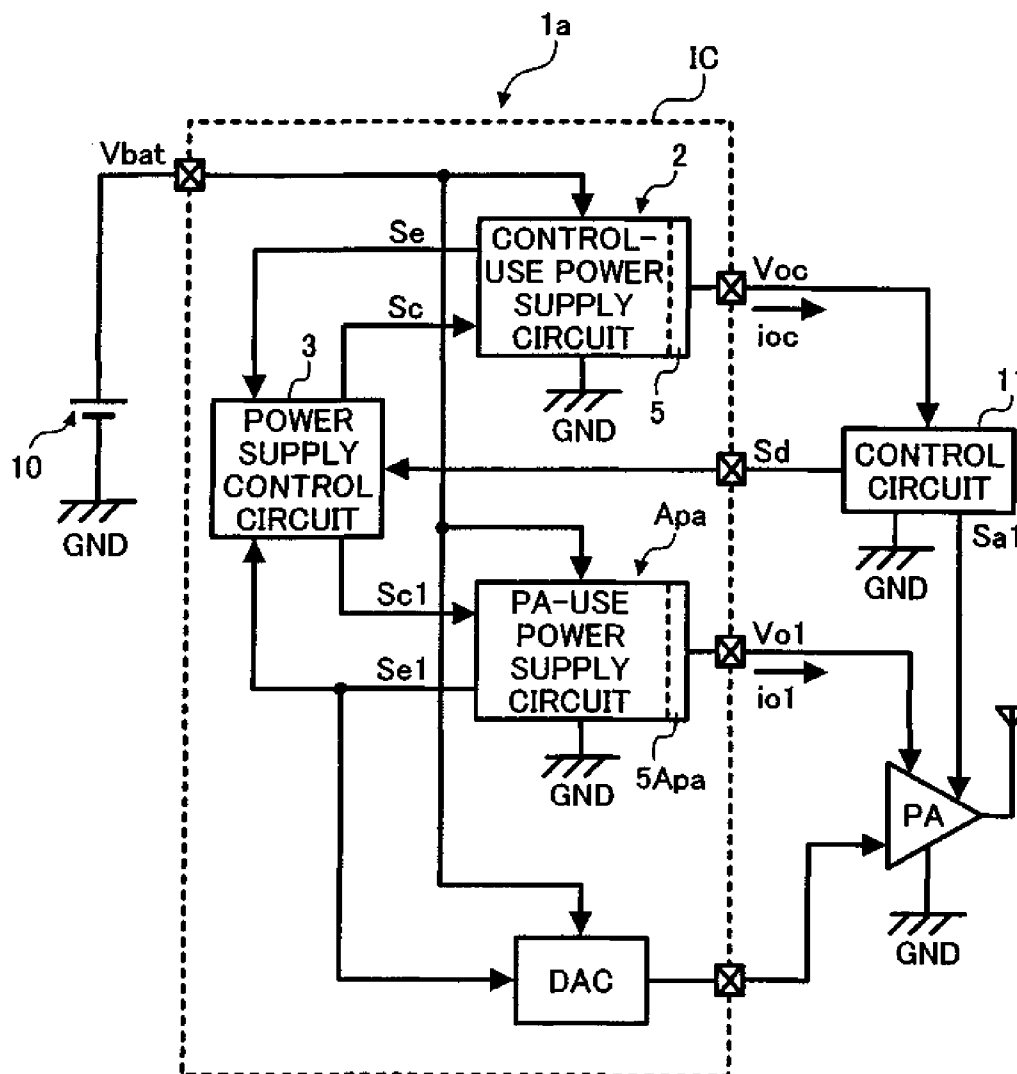 1a
IC
Vbat
2
Se
CONTROL-
USE POWER
SUPPLY
CIRCUIT
Voc
Sc
ioc
3
5
GND
10
POWER
SUPPLY
CONTROL
CIRCUIT
Sd
11
CONTROL
CIRCUIT
GND
Apa
GND
Sa1
Sc1
PA-USE
POWER
SUPPLY
CIRCUIT
Vo1
Se1
io1
5Apa
GND
PA
GND
DAC